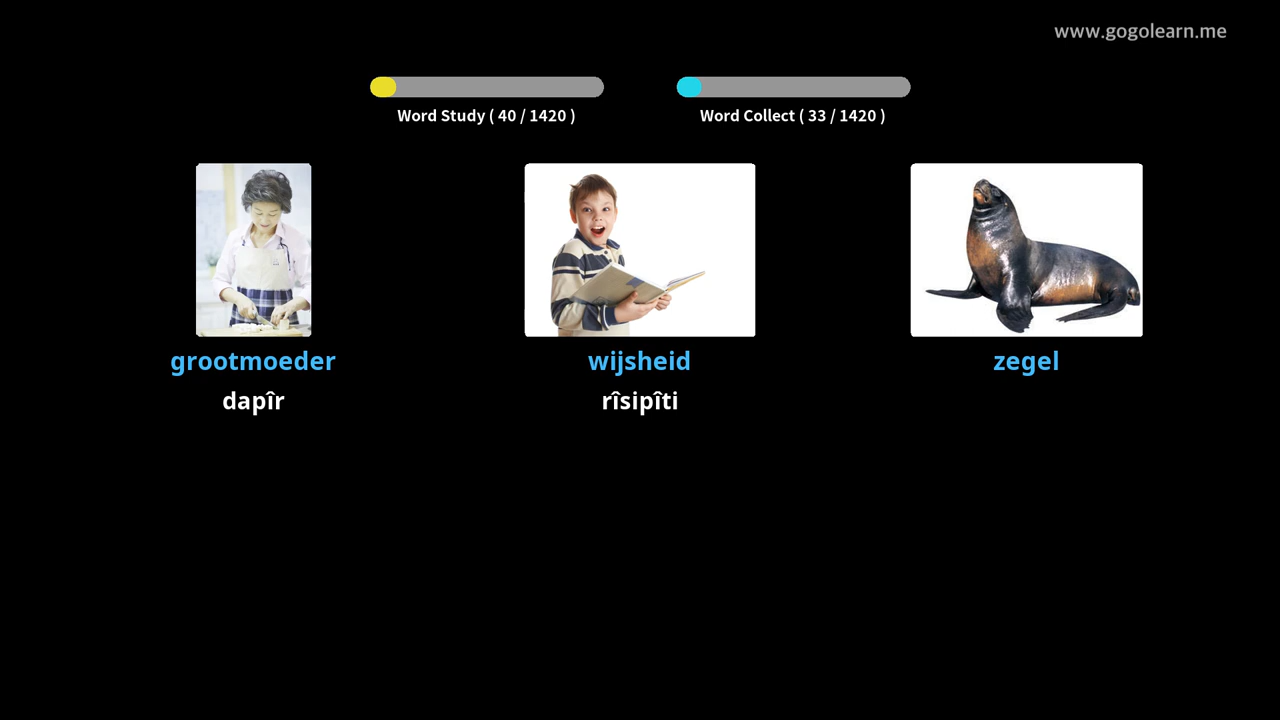 www.gogolearn.me
Word Study ( 40 / 1420 )
Word Collect ( 33 / 1420 )
grootmoeder
wijsheid
zegel
dapîr
rîsipîti